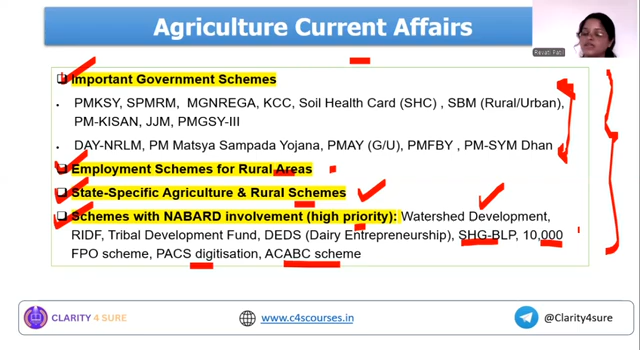 Agriculture Current Affairs
Revati Patil
Important Government Schemes
• PMKSY, SPMRM, MGNREGA, KCC, Soil Health Card (SHC) , SBM (Rural/Urban),
PM-KISAN, JJM, PMGSY-III
• DAY-NRLM, PM Matsya Sampada Yojana, PMAY (G/U), PMFBY , PM-SYM Dhan
Employment Schemes for Rural Areas
State-Specific Agriculture & Rural Schemes
Schemes with NABARD involvement (high priority): Watershed Development,
RIDF, Tribal Development Fund, DEDS (Dairy Entrepreneurship), SHG-BLP, 10,000
FPO scheme, PACS digitisation, ACABC scheme
CLARITY 4 SURE
www.c4scourses.in
@Clarity4sure